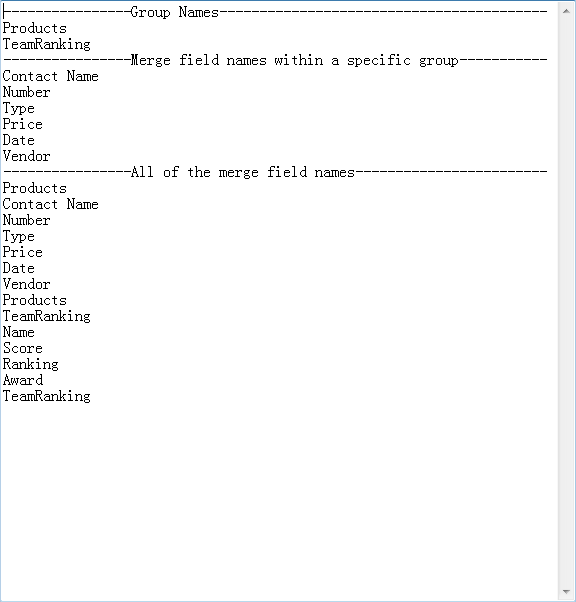 ----------------Group Names-----------------------------------------
Products
TeamRanking
----------------Merge field names within a specific group-----------
Contact Name
Number
Type
Price
Date
Vendor
----------------All of the merge field names------------------------
Products
Contact Name
Number
Type
Price
Date
Vendor
Products
TeamRanking
Name
Score
Ranking
Award
TeamRanking